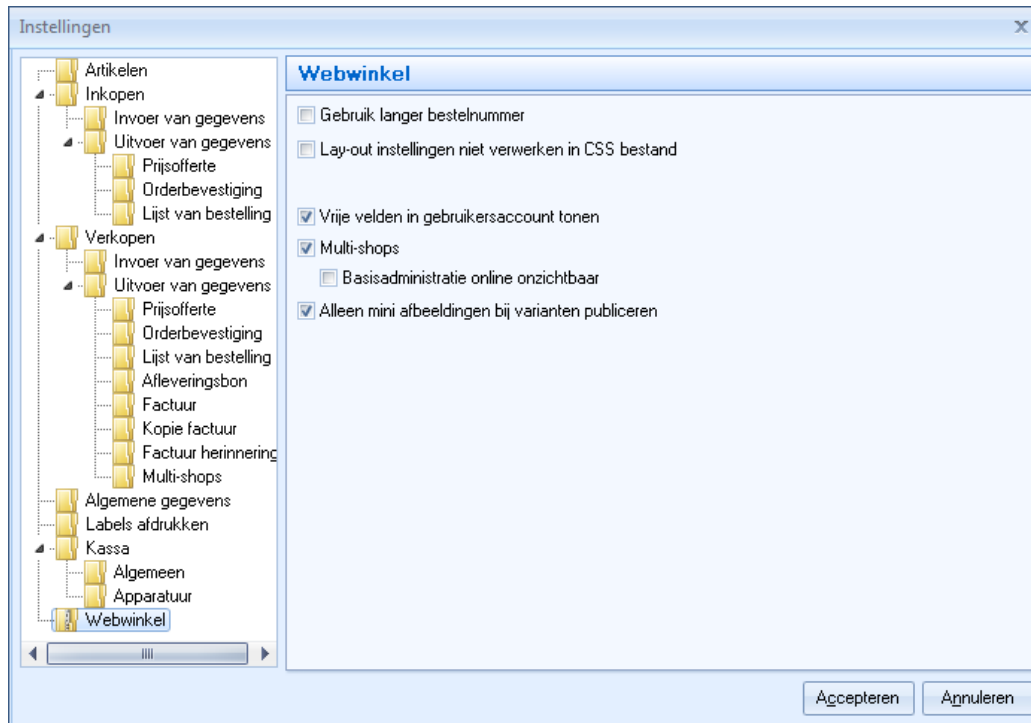 Instellingen
Artikelen
Inkopen
Invoer van gegevens
Uitvoer van gegevens
Prijsofferte
Orderbevestiging
Lijst van bestelling
Verkopen
Invoer van gegevens
Uitvoer van gegevens
Prijsofferte
Orderbevestiging
Lijst van bestelling
Afleveringsbon
Factuur
Kopie factuur
Factuur herinnering
Multi-shops
Algemene gegevens
Labels afdrukken
Kassa
Algemeen
Apparatuur
Webwinkel
Webwinkel
Gebruik langer bestelnummer
Lay-out instellingen niet verwerken in CSS bestand
Vrije velden in gebruikersaccount tonen
Multi-shops
Basisadministratie online onzichtbaar
Alleen mini afbeeldingen bij varianten publiceren
Accepteren
Annuleren